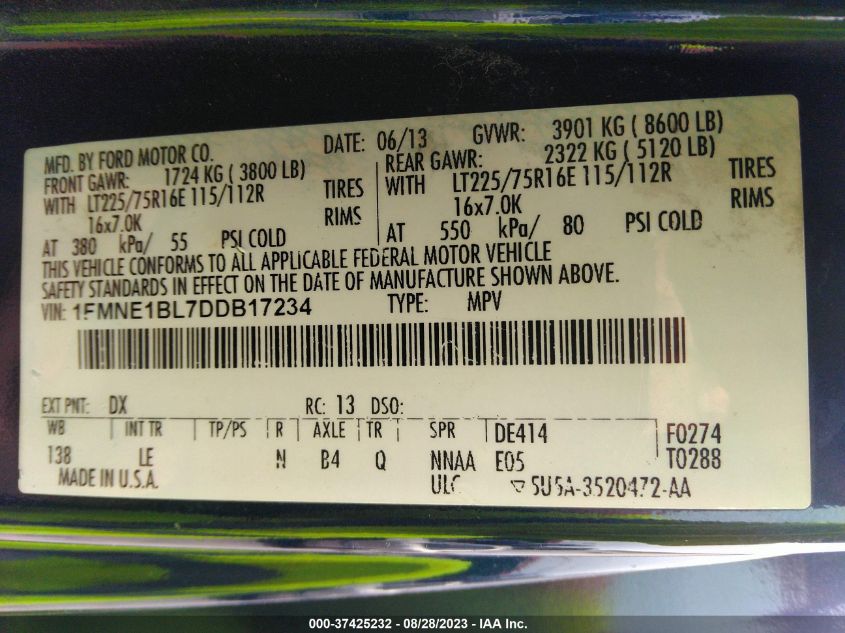 MFD. BY FORD MOTOR CO. DATE: 06/13 GVWR: 3901 KG ( 8600 LB)
FRONT GAWR: 1724 KG ( 3800 LB) REAR GAWR: 2322 KG ( 5120 LB)
WITH LT225/75R16E 115/112R TIRES WITH LT225/75R16E 115/112R TIRES
16x7.0K RIMS 16x7.0K RIMS
AT 380 kPa/ 55 PSI COLD AT 550 kPa/ 80 PSI COLD
THIS VEHICLE CONFORMS TO ALL APPLICABLE FEDERAL MOTOR VEHICLE
SAFETY STANDARDS IN EFFECT ON THE DATE OF MANUFACTURE SHOWN ABOVE.
VIN: 1FMNE1BL7DDB17234 TYPE: MPV
EXT PNT: DX RC: 13 DSO:
WB INT TR TP/PS R AXLE TR SPR DE414 F0274
138 LE N B4 Q NNAA E05 T0288
MADE IN U.S.A. ULC 5U5A-3520472-AA
000-37425232 - 08/28/2023 - IAA Inc.